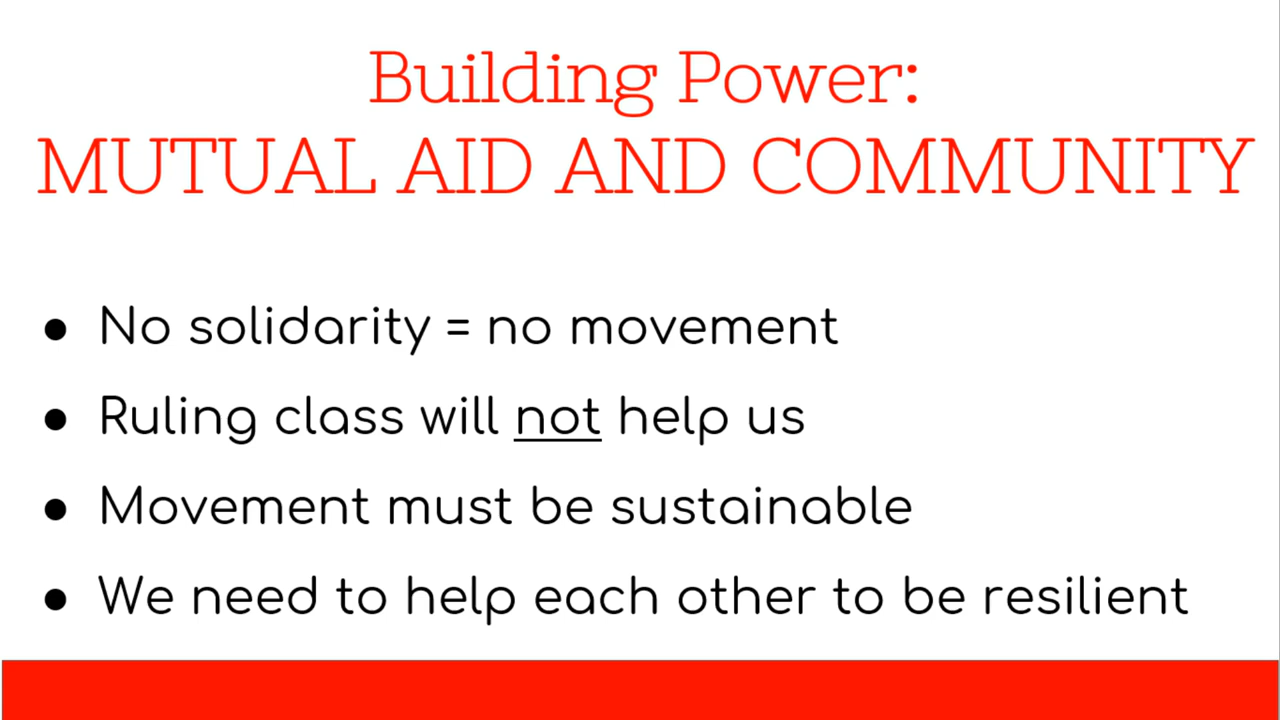 Building Power:
MUTUAL AID AND COMMUNITY
● No solidarity = no movement
● Ruling class will not help us
● Movement must be sustainable
● We need to help each other to be resilient